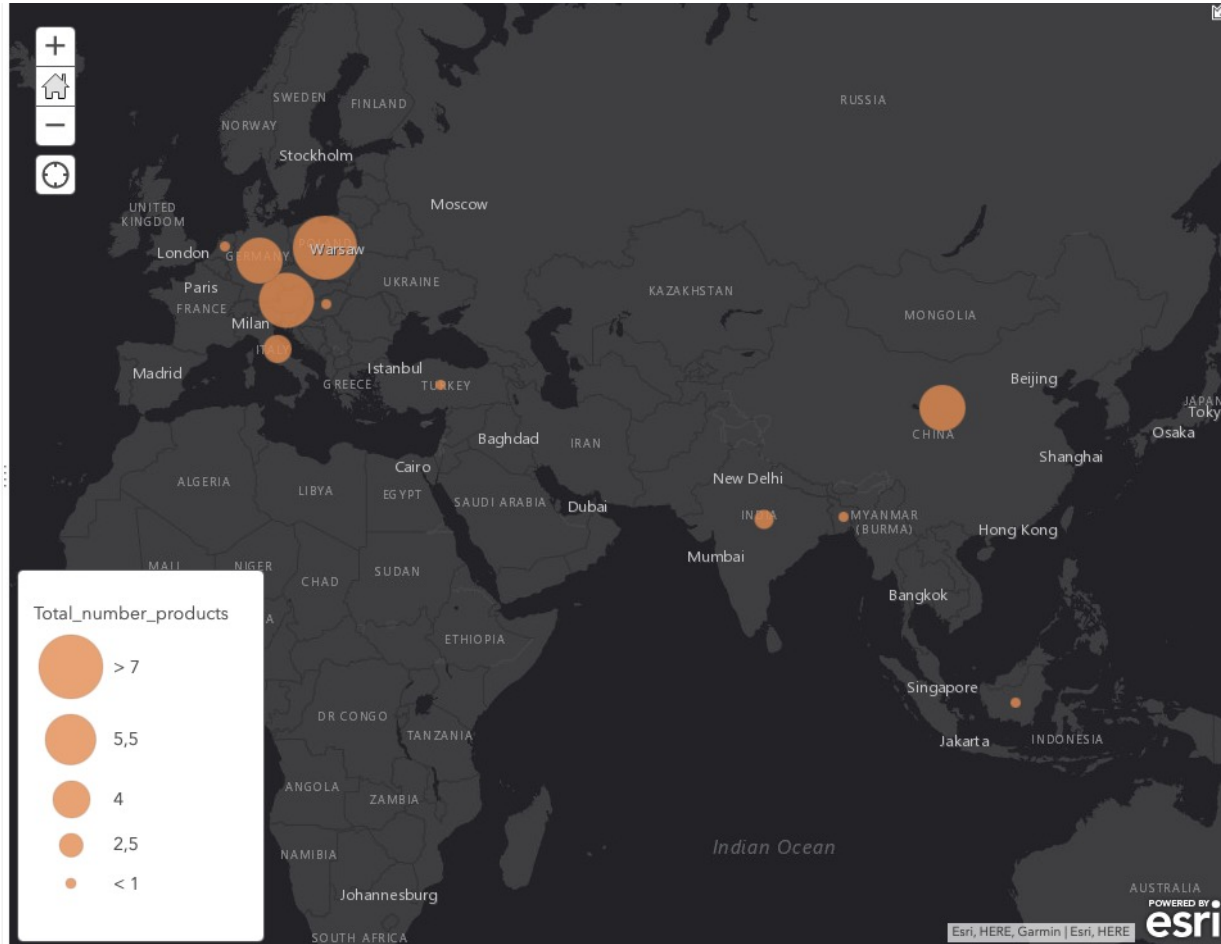 +
−
SWEDEN
FINLAND
NORWAY
RUSSIA
Stockholm
UNITED
KINGDOM
Moscow
London
GERMANY
POLAND
Warsaw
Paris
UKRAINE
KAZAKHSTAN
FRANCE
MONGOLIA
Milan
ITALY
Madrid
Istanbul
GREECE
TURKEY
Beijing
JAPAN
Toky
Osaka
CHINA
Baghdad
IRAN
Shanghai
Cairo
ALGERIA
LIBYA
EGYPT
SAUDI ARABIA
Dubai
New Delhi
INDIA
MYANMAR
(BURMA)
Hong Kong
Mumbai
MALI
NIGER
CHAD
SUDAN
Bangkok
ETHIOPIA
Singapore
DR CONGO
TANZANIA
Jakarta
INDONESIA
ANGOLA
ZAMBIA
NAMIBIA
Indian Ocean
Johannesburg
AUSTRALIA
SOUTH AFRICA
Total_number_products
> 7
5,5
4
2,5
< 1
Esri, HERE, Garmin | Esri, HERE
POWERED BY
esri